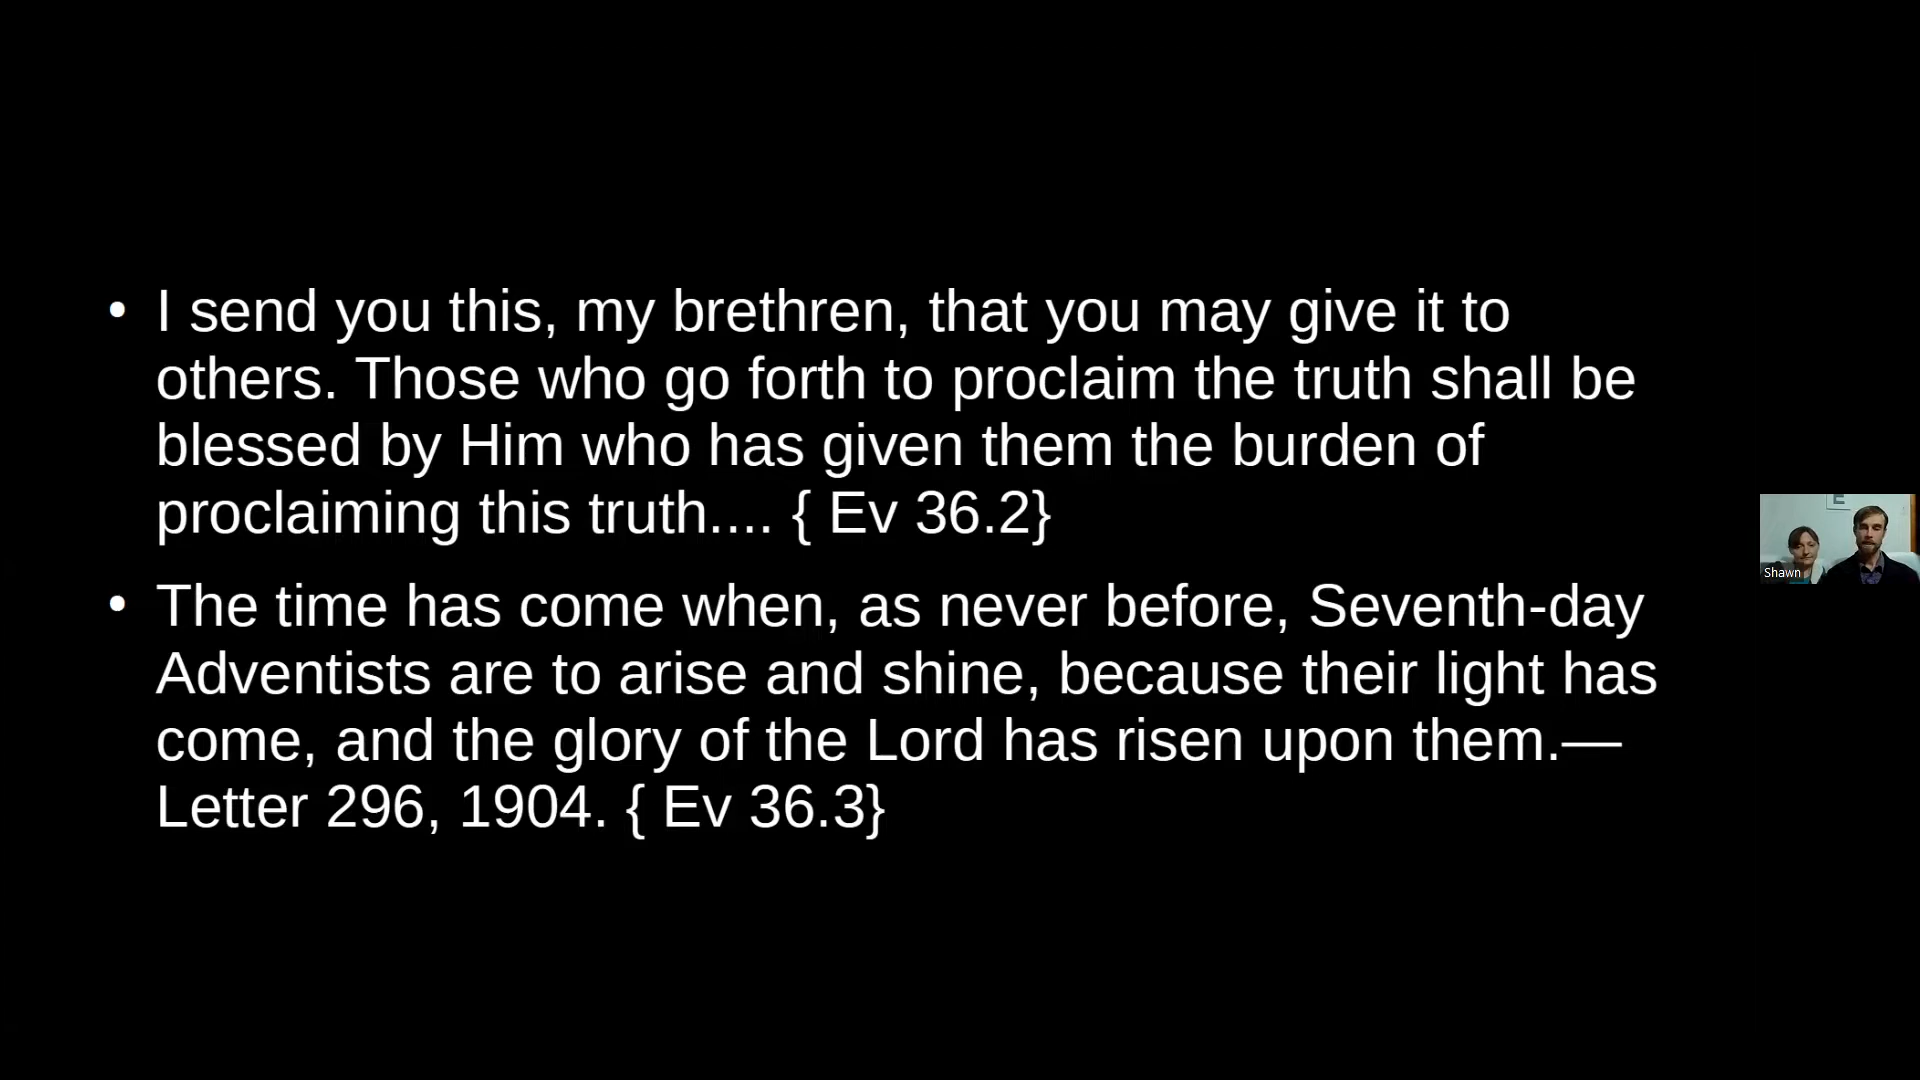 • I send you this, my brethren, that you may give it to
others. Those who go forth to proclaim the truth shall be
blessed by Him who has given them the burden of
proclaiming this truth.... { Ev 36.2}
• The time has come when, as never before, Seventh-day
Adventists are to arise and shine, because their light has
come, and the glory of the Lord has risen upon them.—
Letter 296, 1904. { Ev 36.3}
E
Shawn